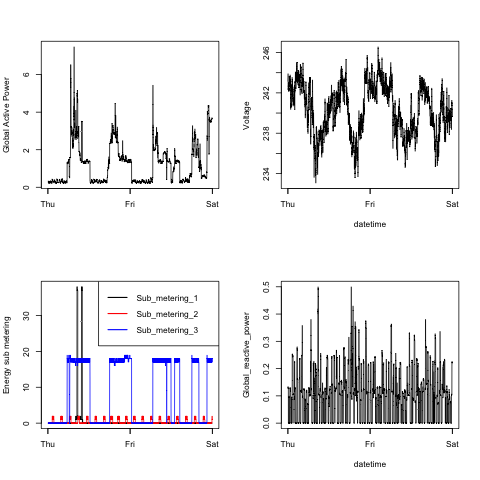 Global Active Power
0 2 4 6
Thu Fri Sat
Voltage
234 238 242 246
Thu Fri Sat
datetime
Energy sub metering
0 10 20 30
Sub_metering_1
Sub_metering_2
Sub_metering_3
Thu Fri Sat
Global_reactive_power
0.0 0.1 0.2 0.3 0.4 0.5
Thu Fri Sat
datetime